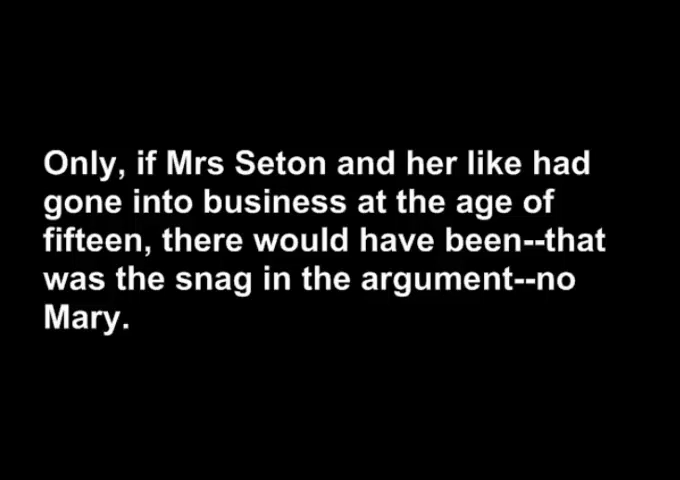 Only, if Mrs Seton and her like had
gone into business at the age of
fifteen, there would have been--that
was the snag in the argument--no
Mary.